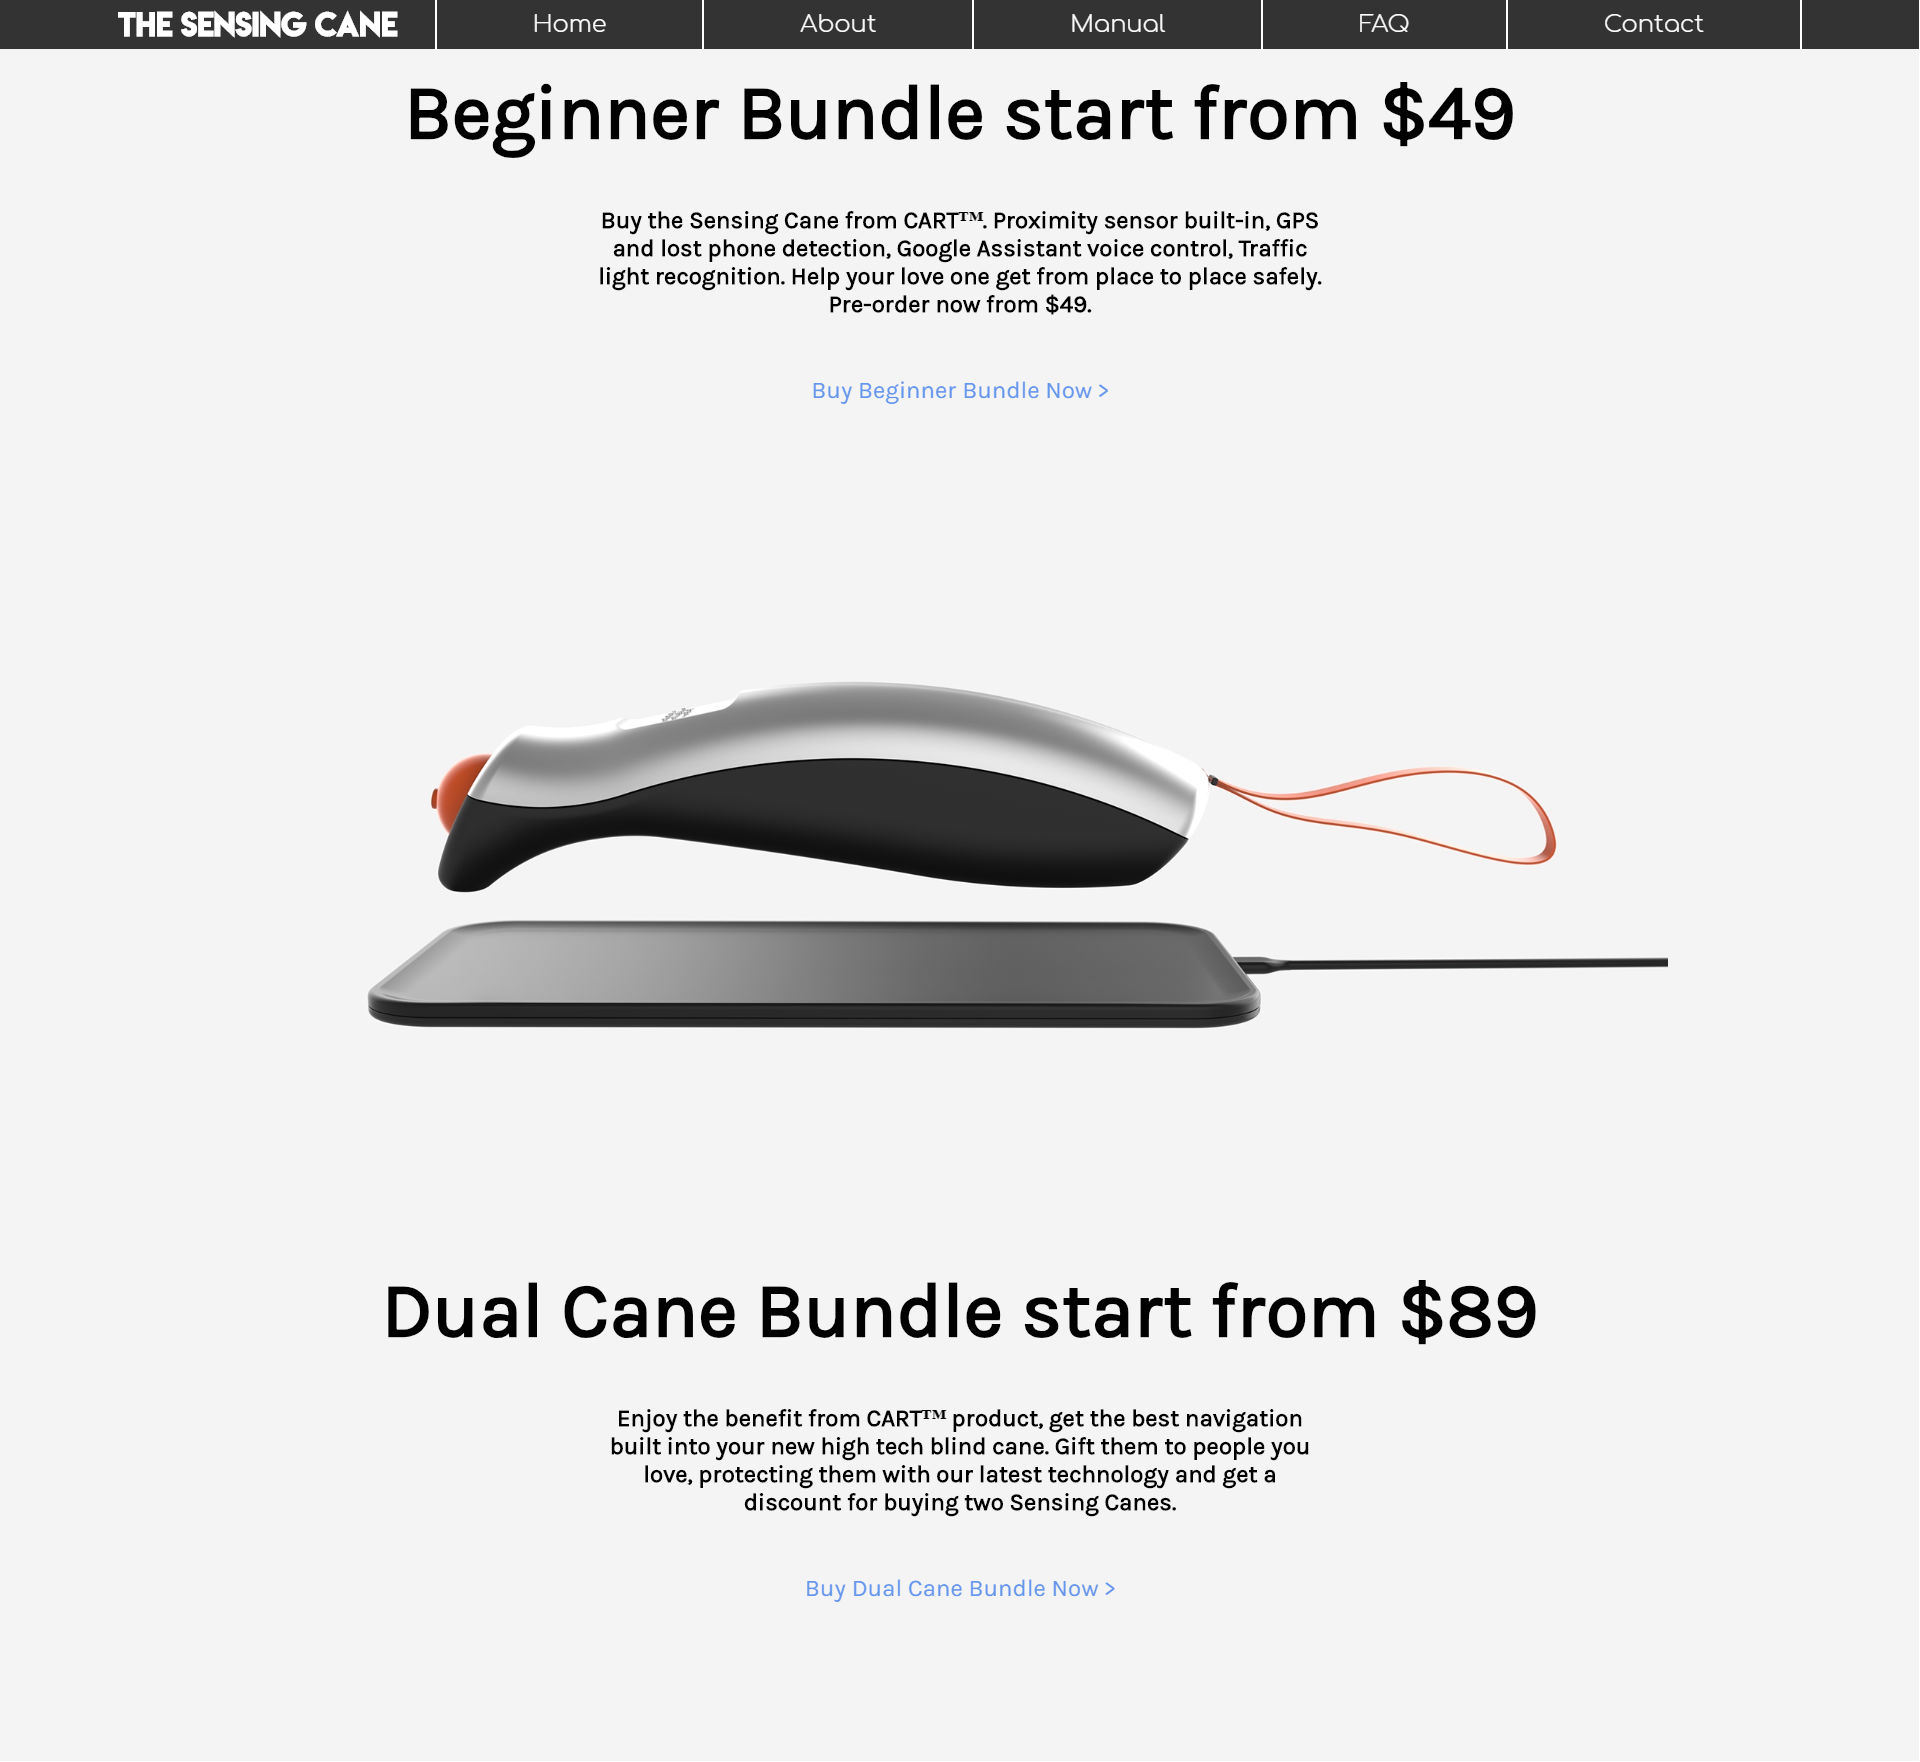 THE SENSING CANE
Home
About
Manual
FAQ
Contact
Beginner Bundle start from $49
Buy the Sensing Cane from CART™. Proximity sensor built-in, GPS
and lost phone detection, Google Assistant voice control, Traffic
light recognition. Help your love one get from place to place safely.
Pre-order now from $49.
Buy Beginner Bundle Now >
Dual Cane Bundle start from $89
Enjoy the benefit from CART™ product, get the best navigation
built into your new high tech blind cane. Gift them to people you
love, protecting them with our latest technology and get a
discount for buying two Sensing Canes.
Buy Dual Cane Bundle Now >